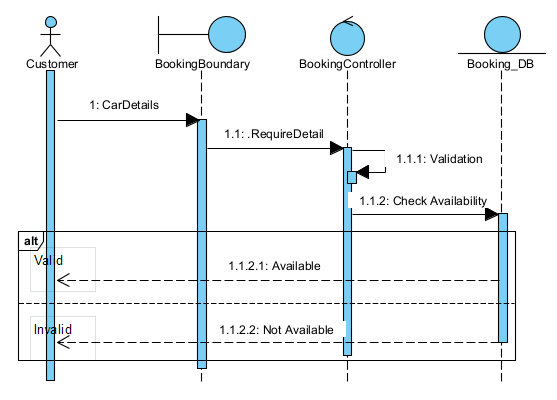 Customer
BookingBoundary
BookingController
Booking_DB
1: CarDetails
1.1: .RequireDetail
1.1.1: Validation
1.1.2: Check Availability
alt
Valid
1.1.2.1: Available
Invalid
1.1.2.2: Not Available